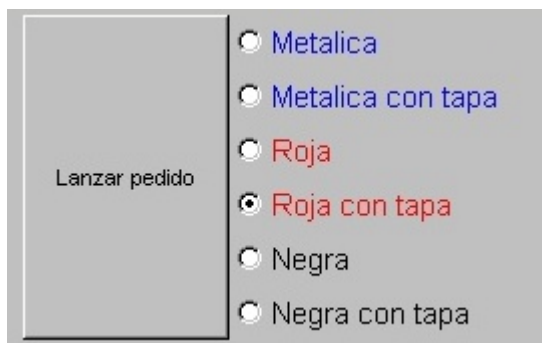 Lanzar pedido
Metalica
Metalica con tapa
Roja
Roja con tapa
Negra
Negra con tapa